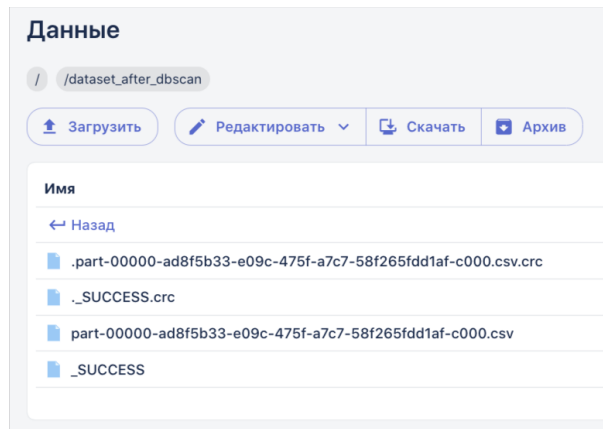 Данные
/ /dataset_after_dbscan
Загрузить Редактировать Скачать Архив
Имя
Назад
.part-00000-ad8f5b33-e09c-475f-a7c7-58f265fdd1af-c000.csv.crc
._SUCCESS.crc
part-00000-ad8f5b33-e09c-475f-a7c7-58f265fdd1af-c000.csv
_SUCCESS